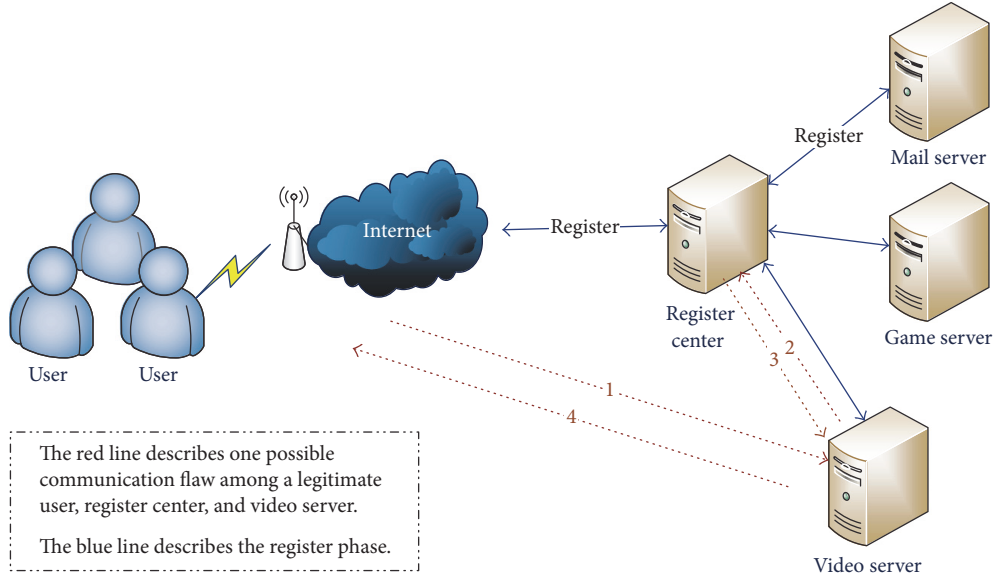 Register
Mail server
Internet
Register
Register
center
Game server
User
User
1
2
3
4
The red line describes one possible
communication flaw among a legitimate
user, register center, and video server.
The blue line describes the register phase.
Video server